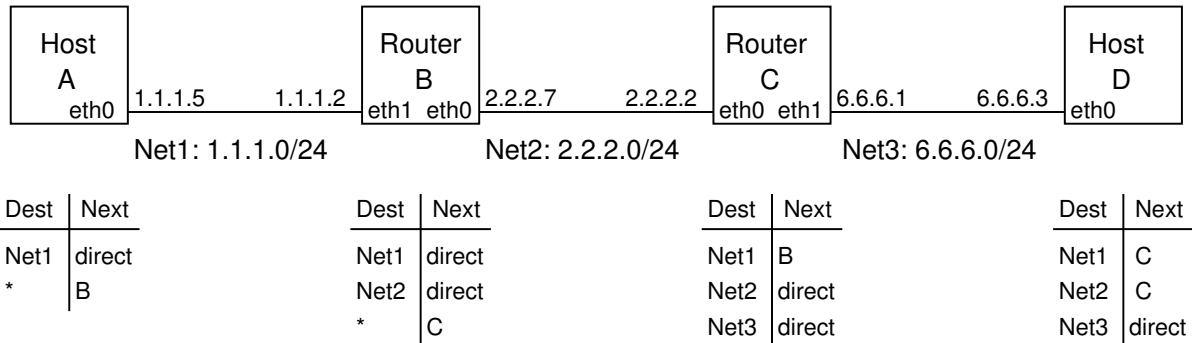 Host
A
eth0
1.1.1.5
1.1.1.2
Router
B
eth1 eth0
2.2.2.7
2.2.2.2
Router
C
eth0 eth1
6.6.6.1
6.6.6.3
Host
D
eth0
Net1: 1.1.1.0/24
Net2: 2.2.2.0/24
Net3: 6.6.6.0/24
Dest Next
Net1 direct
* B
Dest Next
Net1 direct
Net2 direct
* C
Dest Next
Net1 B
Net2 direct
Net3 direct
Dest Next
Net1 C
Net2 C
Net3 direct